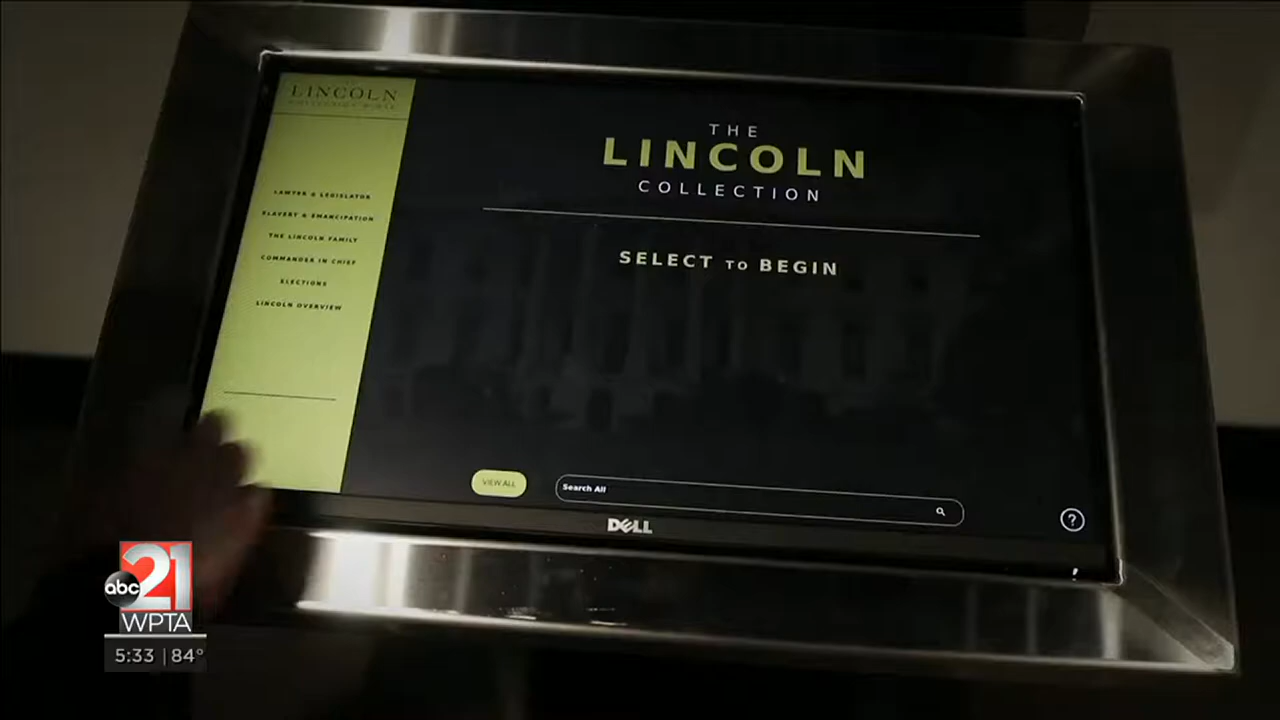 LINCOLN
LAWYER & LEGISLATOR
SLAVERY & EMANCIPATION
THE LINCOLN FAMILY
COMMANDER IN CHIEF
ELECTIONS
LINCOLN OVERVIEW
THE
LINCOLN
COLLECTION
SELECT TO BEGIN
VIEW ALL
Search All
?
DELL
abc 21
WPTA
5:33 | 84°